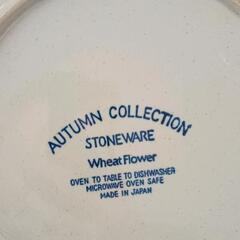 AUTUMN COLLECTION
STONEWARE
Wheat Flower
OVEN TO TABLE TO DISHWASHER
MICROWAVE OVEN SAFE
MADE IN JAPAN